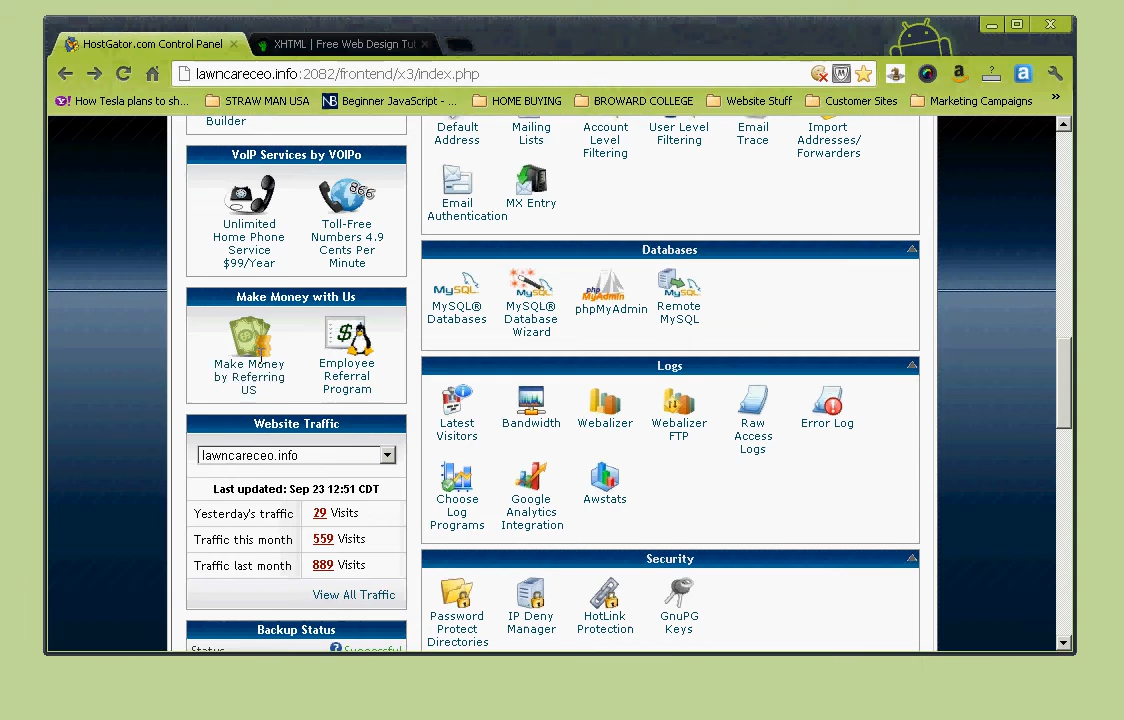 HostGator.com Control Panel
XHTML | Free Web Design Tut
lawncareceo.info:2082/frontend/x3/index.php
How Tesla plans to sh...
STRAW MAN USA
Beginner JavaScript - ...
HOME BUYING
BROWARD COLLEGE
Website Stuff
Customer Sites
Marketing Campaigns
Builder
VoIP Services by VOIPo
Unlimited
Home Phone
Service
$99/Year
Toll-Free
Numbers 4.9
Cents Per
Minute
Make Money with Us
Make Money
by Referring
US
Employee
Referral
Program
Website Traffic
lawncareceo.info
Last updated: Sep 23 12:51 CDT
Yesterday's traffic 29 Visits
Traffic this month 559 Visits
Traffic last month 889 Visits
View All Traffic
Backup Status
Status Successful
Default
Address
Mailing
Lists
Account
Level
Filtering
User Level
Filtering
Email
Trace
Import
Addresses/
Forwarders
Email
Authentication
MX Entry
Databases
MySQL®
Databases
MySQL®
Database
Wizard
phpMyAdmin
Remote
MySQL
Logs
Latest
Visitors
Bandwidth
Webalizer
Webalizer
FTP
Raw
Access
Logs
Error Log
Choose
Log
Programs
Google
Analytics
Integration
Awstats
Security
Password
Protect
Directories
IP Deny
Manager
HotLink
Protection
GnuPG
Keys